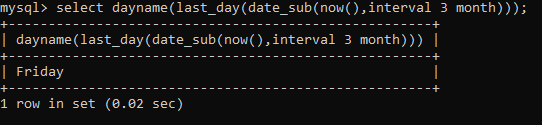 mysql> select dayname(last_day(date_sub(now(),interval 3 month)));
+-----------------------------------------------------+
| dayname(last_day(date_sub(now(),interval 3 month))) |
+-----------------------------------------------------+
| Friday                                              |
+-----------------------------------------------------+
1 row in set (0.02 sec)